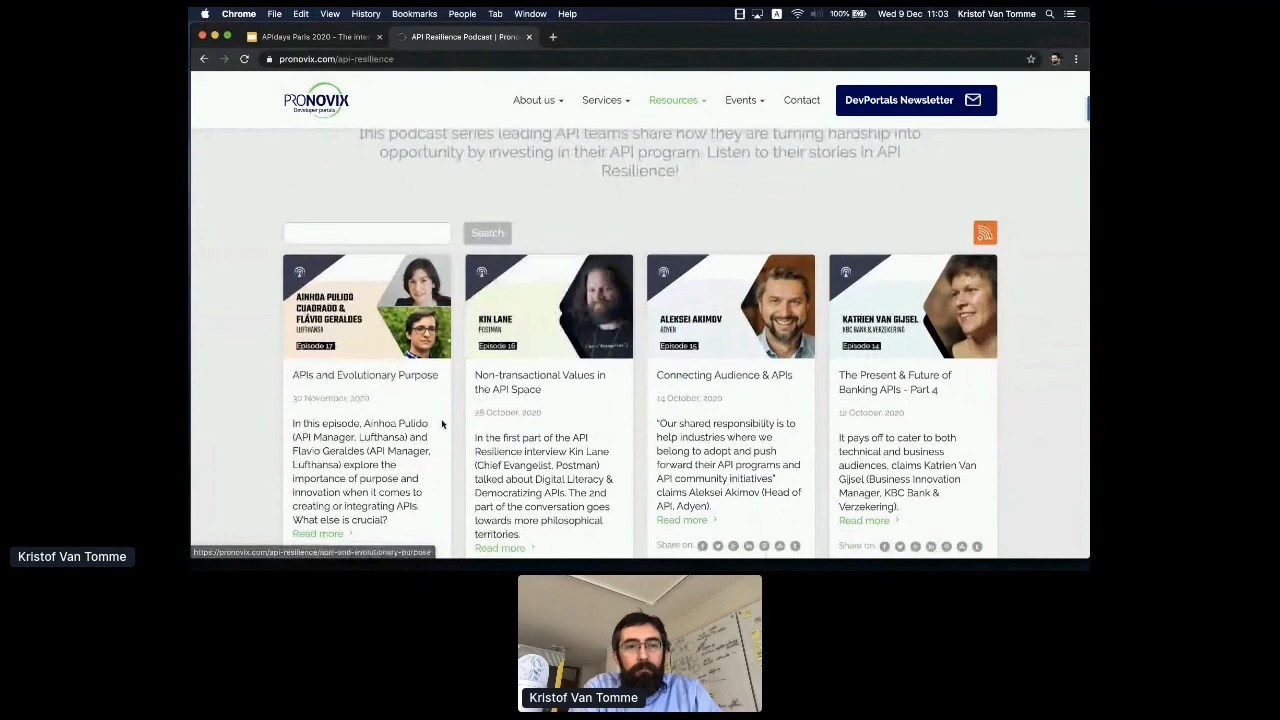 Chrome File Edit View History Bookmarks People Tab Window Help
A 100% Wed 9 Dec 11:03 Kristof Van Tomme
APIdays Paris 2020 - The inter
API Resilience Podcast | Prono
pronovix.com/api-resilience
PRONOVIX
Developer portals
About us Services Resources Events Contact DevPortals Newsletter
this podcast series leading API teams share how they are turning hardship into
opportunity by investing in their API program. Listen to their stories in API
Resilience!
Search
AINHOA PULIDO
CUADRADO &
FLÁVIO GERALDES
LUFTHANSA
Episode 17
APIs and Evolutionary Purpose
30 November, 2020
In this episode, Ainhoa Pulido
(API Manager, Lufthansa) and
Flavio Geraldes (API Manager,
Lufthansa) explore the
importance of purpose and
innovation when it comes to
creating or integrating APIs.
What else is crucial?
Read more
KIN LANE
POSTMAN
Episode 16
Non-transactional Values in
the API Space
28 October, 2020
In the first part of the API
Resilience interview Kin Lane
(Chief Evangelist, Postman)
talked about Digital Literacy &
Democratizing APIs. The 2nd
part of the conversation goes
towards more philosophical
territories.
Read more
ALEKSEI AKIMOV
ADYEN
Episode 15
Connecting Audience & APIs
14 October, 2020
"Our shared responsibility is to
help industries where we
belong to adopt and push
forward their API programs and
API community initiatives"
claims Aleksei Akimov (Head of
API, Adyen).
Read more
Share on:
KATRIEN VAN GIJSEL
KBC BANK & VERZEKERING
Episode 14
The Present & Future of
Banking APIs - Part 4
12 October, 2020
It pays off to cater to both
technical and business
audiences, claims Katrien Van
Gijsel (Business Innovation
Manager, KBC Bank &
Verzekering).
Read more
Share on:
https://pronovix.com/api-resilience/apis-and-evolutionary-purpose
Kristof Van Tomme
Kristof Van Tomme